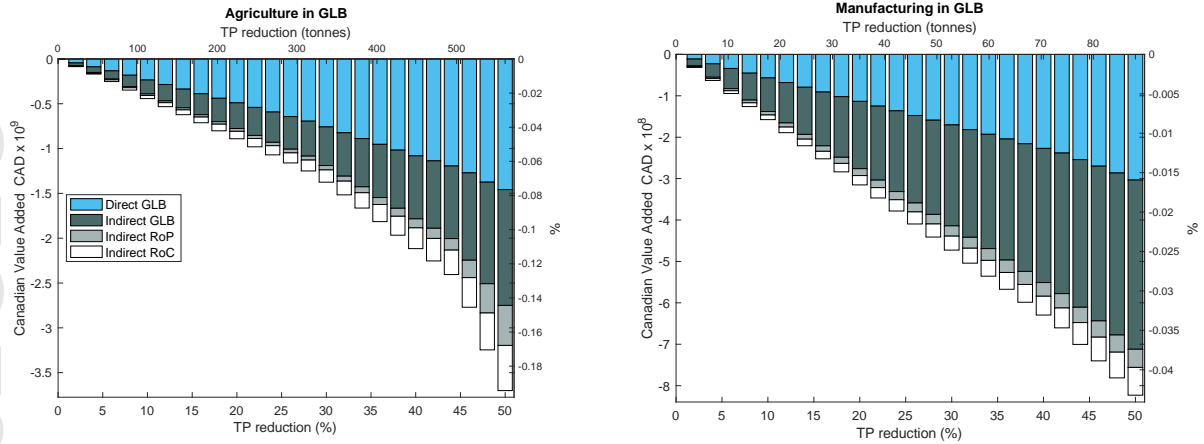 Agriculture in GLB
TP reduction (tonnes)
0 100 200 300 400 500
0
-0.5
-1
-1.5
-2
-2.5
-3
-3.5
Canadian Value Added CAD × 10^9
Direct GLB
Indirect GLB
Indirect RoP
Indirect RoC
0
-0.02
-0.04
-0.06
-0.08
-0.1
-0.12
-0.14
-0.16
-0.18
%
0 5 10 15 20 25 30 35 40 45 50
TP reduction (%)
Manufacturing in GLB
TP reduction (tonnes)
0 10 20 30 40 50 60 70 80
0
-1
-2
-3
-4
-5
-6
-7
-8
Canadian Value Added CAD × 10^8
0
-0.005
-0.01
-0.015
-0.02
-0.025
-0.03
-0.035
-0.04
%
0 5 10 15 20 25 30 35 40 45 50
TP reduction (%)